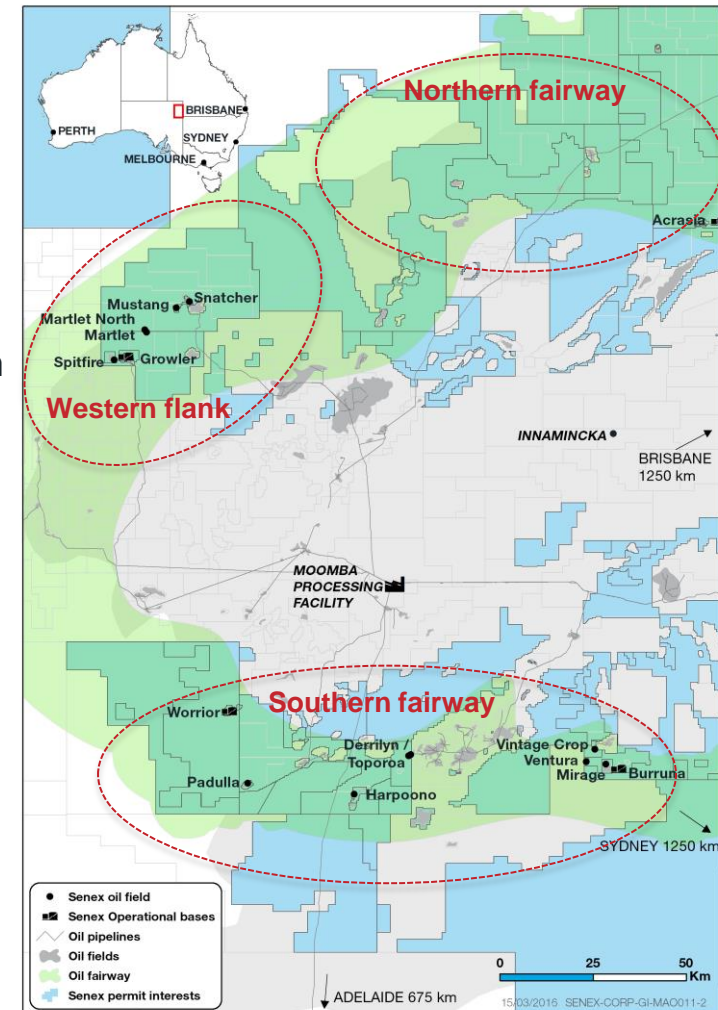 BRISBANE
PERTH
SYDNEY
MELBOURNE
Northern fairway
Acrasia
Snatcher
Mustang
Martlet North
Martlet
Spitfire
Growler
Western flank
INNAMINCKA
BRISBANE
1250 km
MOOMBA
PROCESSING
FACILITY
Southern fairway
Worrior
Derrilyn /
Toporoa
Vintage Crop
Ventura
Mirage
Burruna
Padulla
Harpoono
SYDNEY 1250 km
Senex oil field
Senex Operational bases
Oil pipelines
Oil fields
Oil fairway
Senex permit interests
0 25 50
Km
ADELAIDE 675 km
15/03/2016 SENEX-CORP-GI-MAO011-2